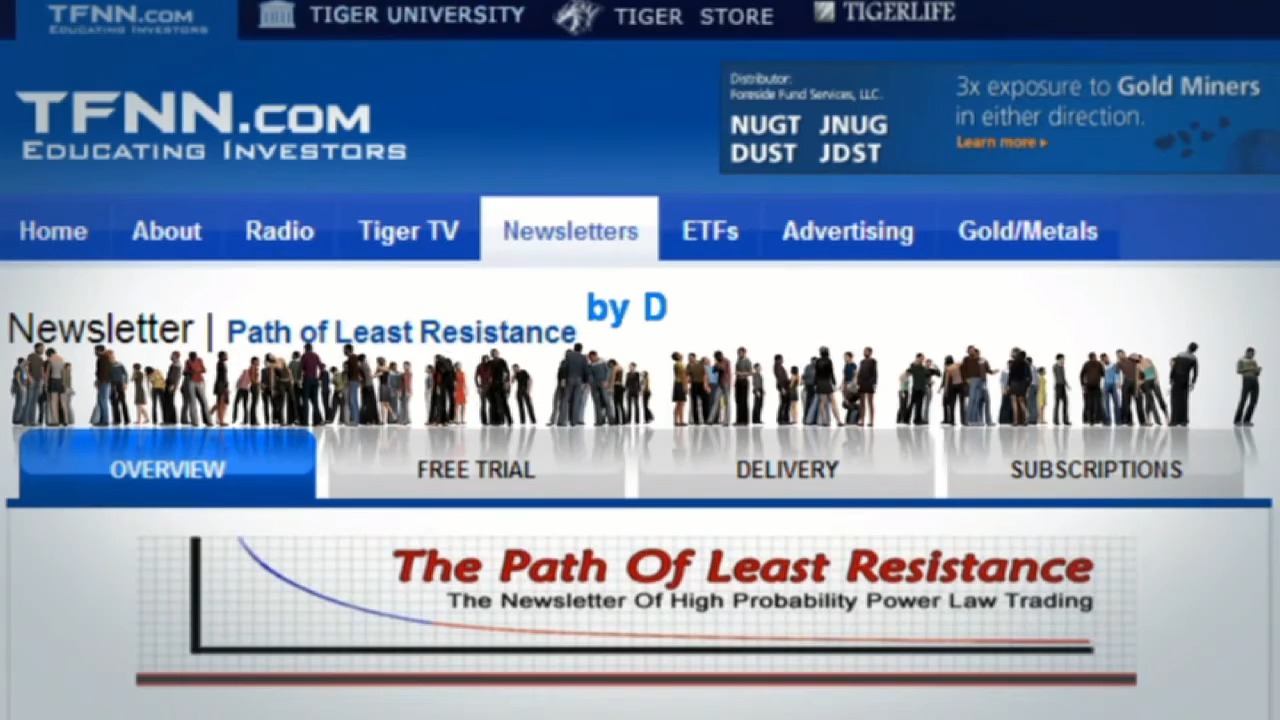 TFNN.COM
EDUCATING INVESTORS
TIGER UNIVERSITY
TIGER STORE
TIGERLIFE
TFNN.COM
EDUCATING INVESTORS
Distributor:
Foreside Fund Services, LLC.
NUGT JNUG
DUST JDST
3x exposure to Gold Miners
in either direction.
Learn more
Home About Radio Tiger TV Newsletters ETFs Advertising Gold/Metals
Newsletter | Path of Least Resistance by D
OVERVIEW FREE TRIAL DELIVERY SUBSCRIPTIONS
The Path Of Least Resistance
The Newsletter Of High Probability Power Law Trading